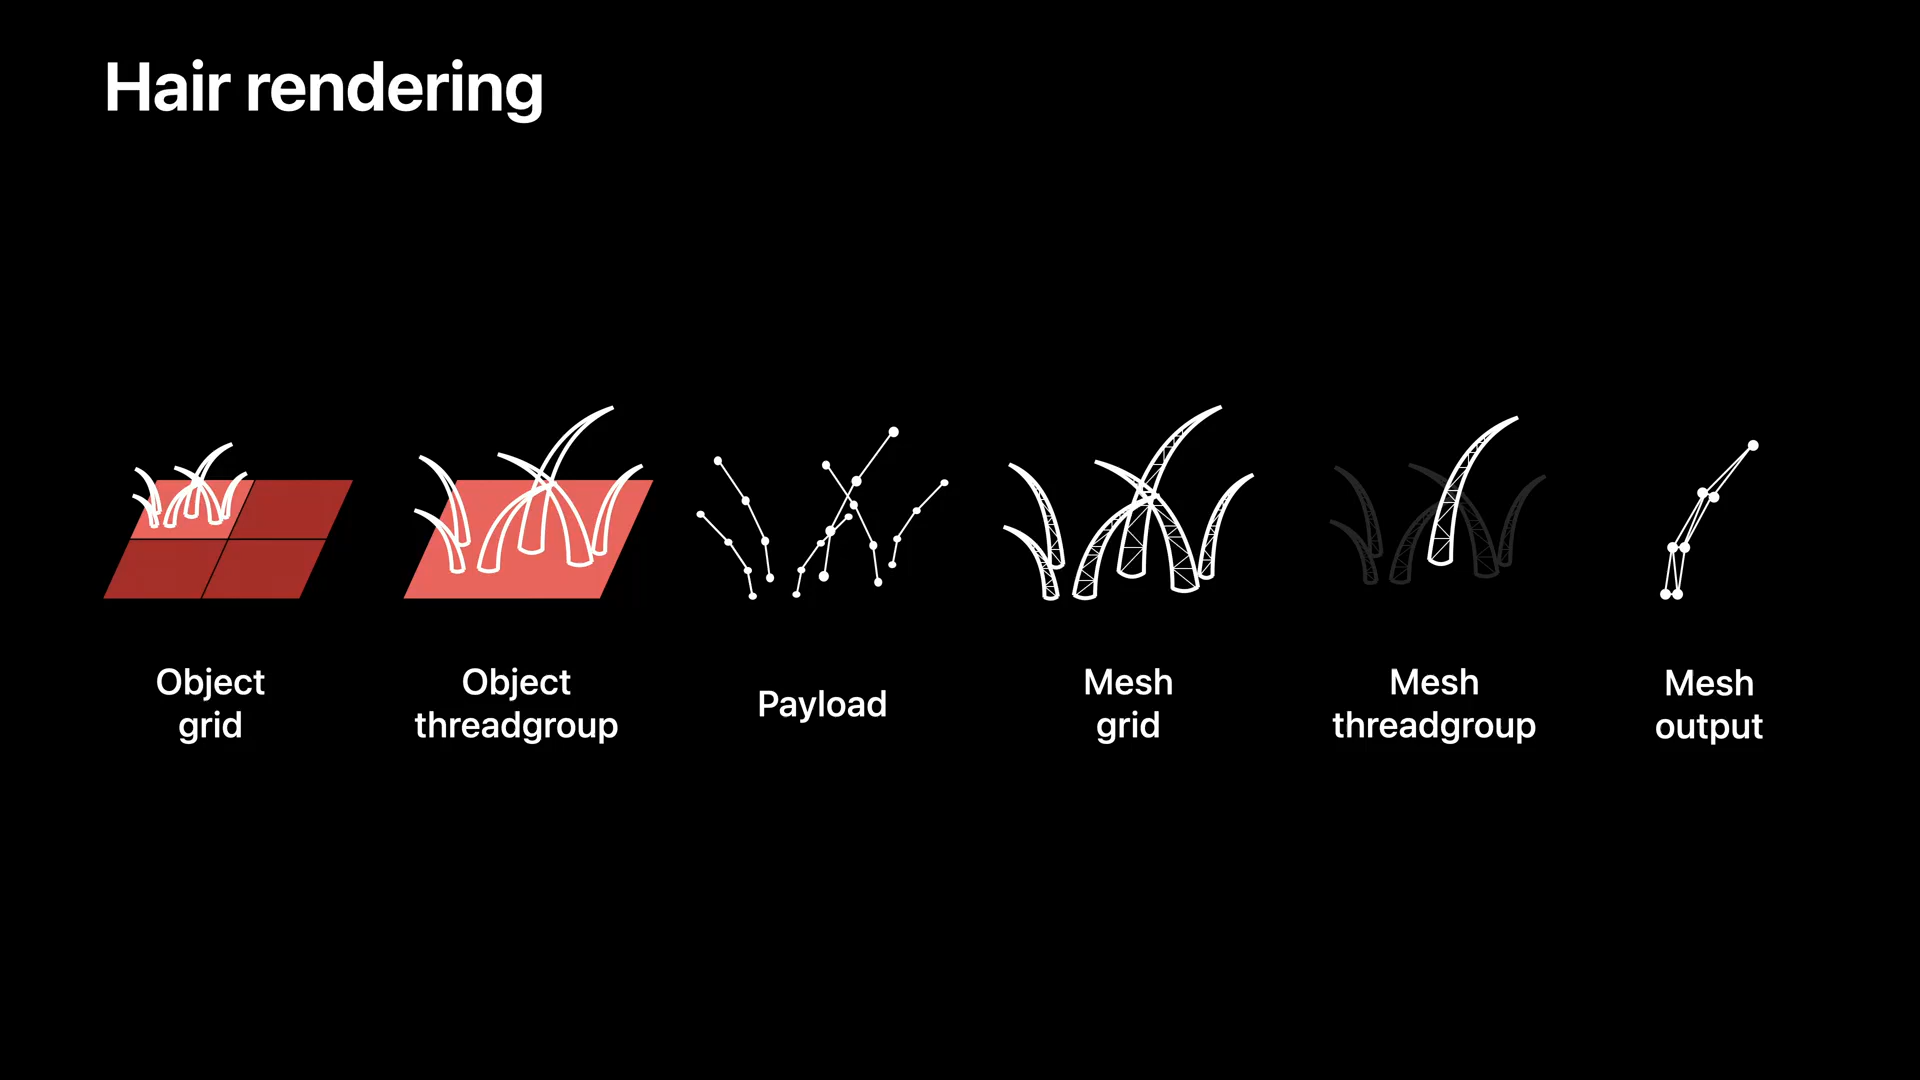 Hair rendering
Object
grid
Object
threadgroup
Payload
Mesh
grid
Mesh
threadgroup
Mesh
output